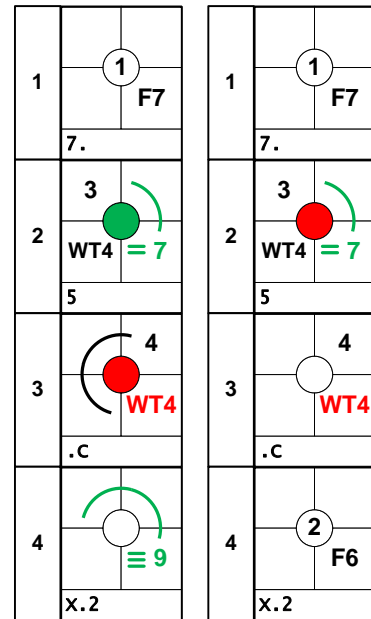 1 1 F7 7.
2 3 WT4 = 7 5
3 4 WT4 .C
4 ≡ 9 x.2
1 1 F7 7.
2 3 WT4 = 7 5
3 4 WT4 .C
4 2 F6 x.2